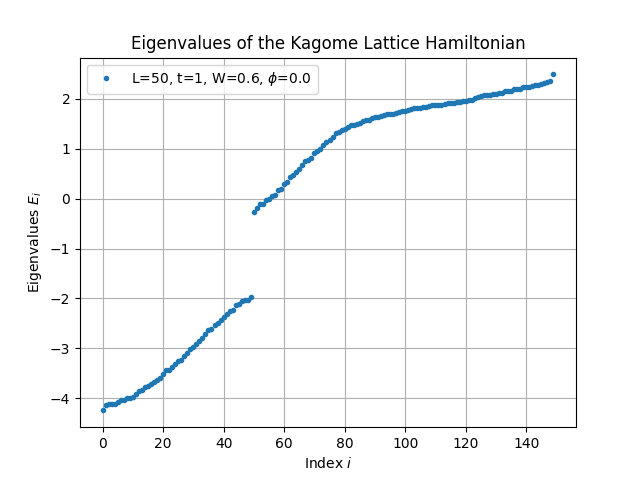 Eigenvalues of the Kagome Lattice Hamiltonian
L=50, t=1, W=0.6, ϕ=0.0
2
1
0
−1
−2
−3
−4
Eigenvalues E_i
0 20 40 60 80 100 120 140
Index i